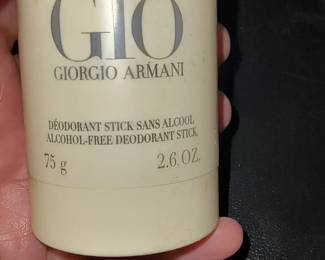 GIO
GIORGIO ARMANI
DÉODORANT STICK SANS ALCOOL
ALCOHOL-FREE DEODORANT STICK
75 g 2.6 OZ.